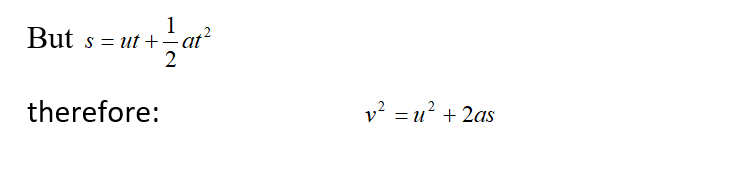 But s = ut + 1/2 at²
therefore: v² = u² + 2as